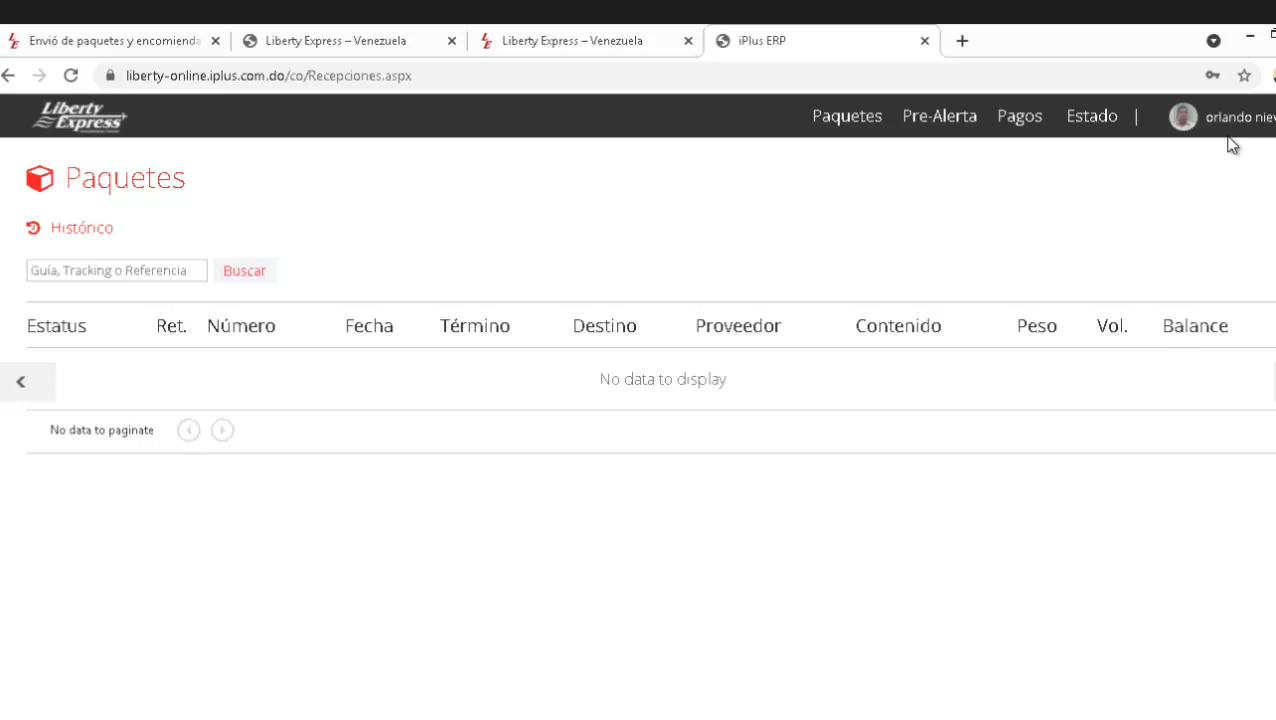 Envió de paquetes y encomienda
Liberty Express – Venezuela
Liberty Express – Venezuela
iPlus ERP
liberty-online.iplus.com.do/co/Recepciones.aspx
Liberty Express
Paquetes Pre-Alerta Pagos Estado | orlando niev
Paquetes
Histórico
Guía, Tracking o Referencia Buscar
Estatus Ret. Número Fecha Término Destino Proveedor Contenido Peso Vol. Balance
No data to display
No data to paginate